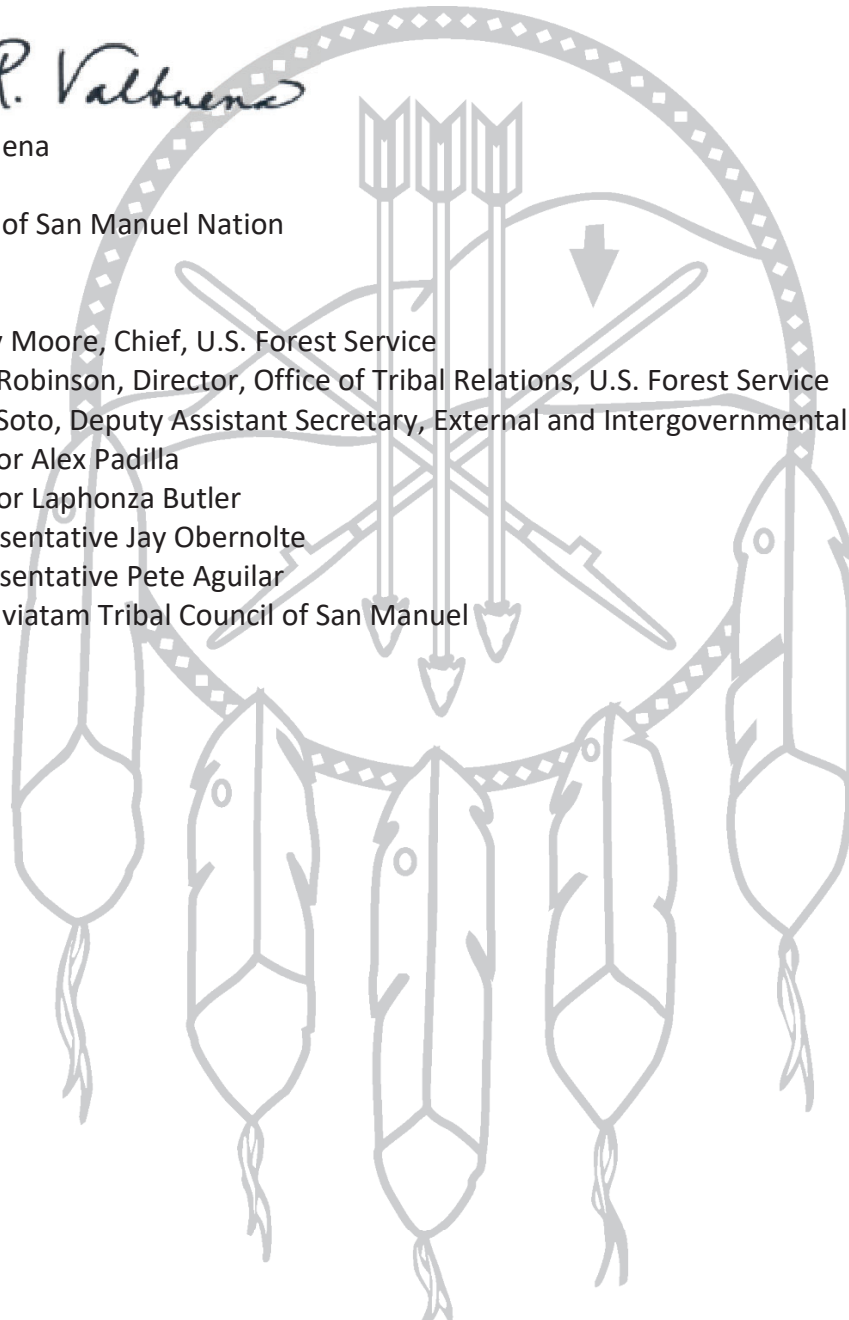 R. Valbuena
ena
of San Manuel Nation
y Moore, Chief, U.S. Forest Service
Robinson, Director, Office of Tribal Relations, U.S. Forest Service
Soto, Deputy Assistant Secretary, External and Intergovernmental
or Alex Padilla
or Laphonza Butler
sentative Jay Obernolte
sentative Pete Aguilar
viatam Tribal Council of San Manuel